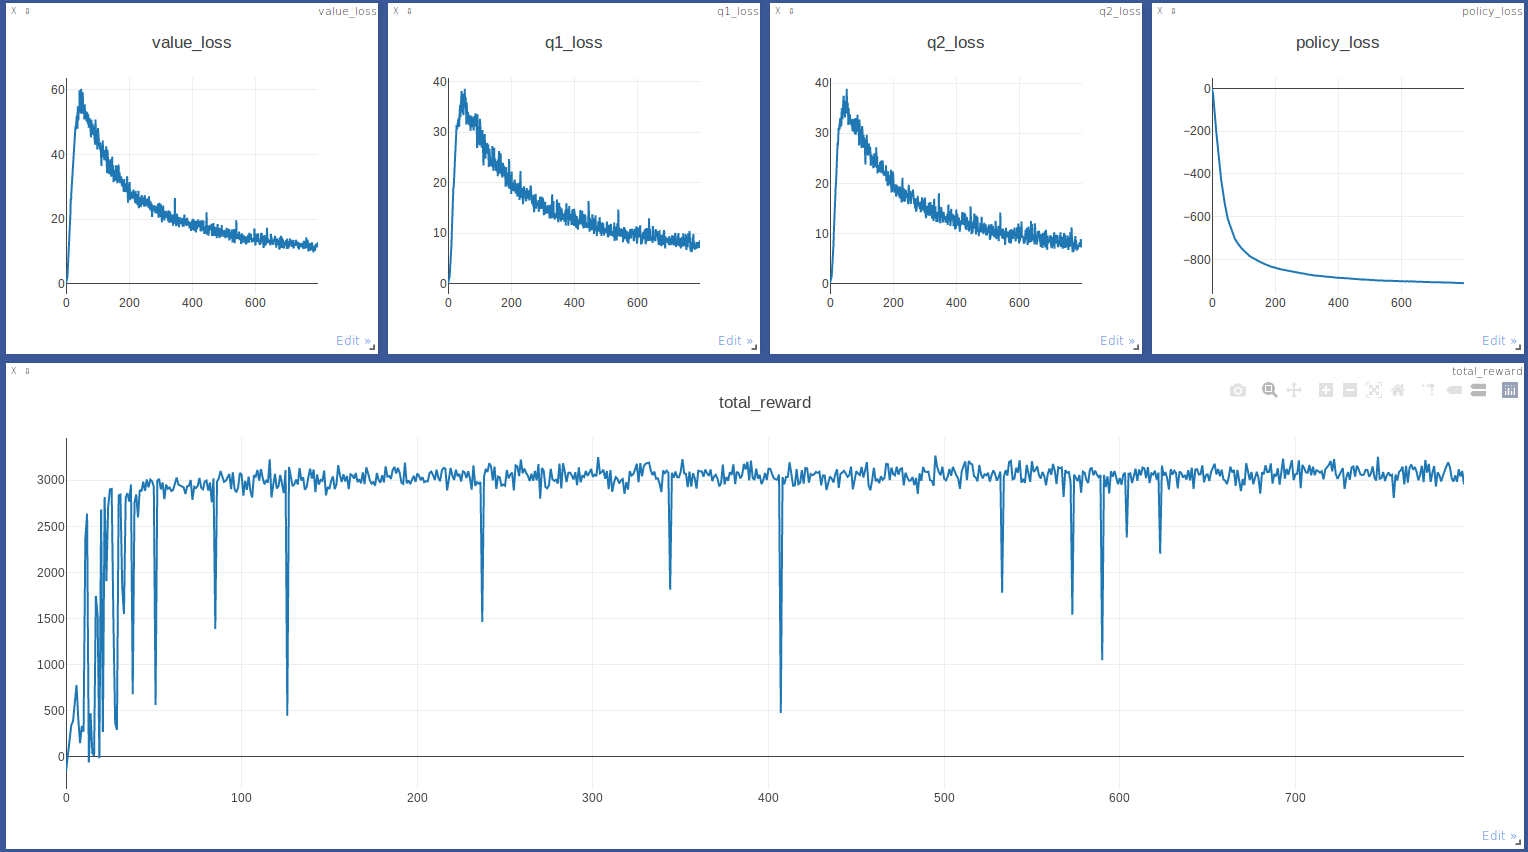 X ⇩ value_loss
value_loss
60
40
20
0
0 200 400 600
Edit »
X ⇩ q1_loss
q1_loss
40
30
20
10
0
0 200 400 600
Edit »
X ⇩ q2_loss
q2_loss
40
30
20
10
0
0 200 400 600
Edit »
X ⇩ policy_loss
policy_loss
0
−200
−400
−600
−800
0 200 400 600
Edit »
X ⇩ total_reward
total_reward
3000
2500
2000
1500
1000
500
0
0 100 200 300 400 500 600 700
Edit »